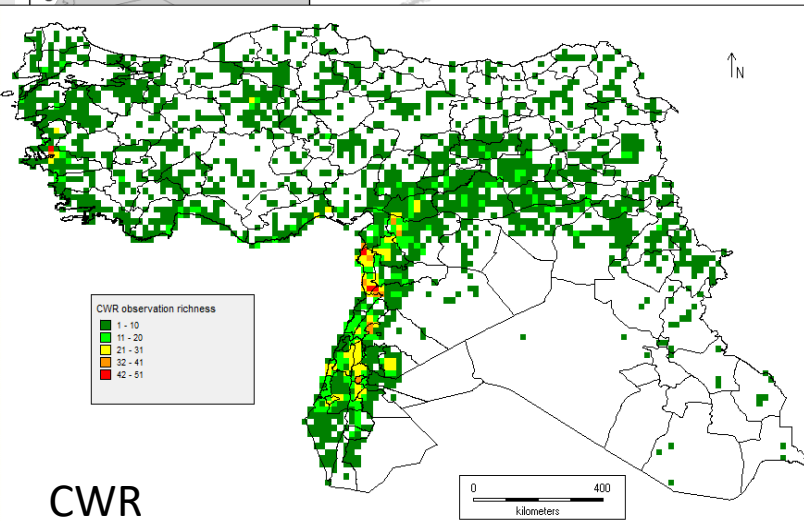 N
CWR observation richness
1 - 10
11 - 20
21 - 31
32 - 41
42 - 51
CWR
0 400
kilometers